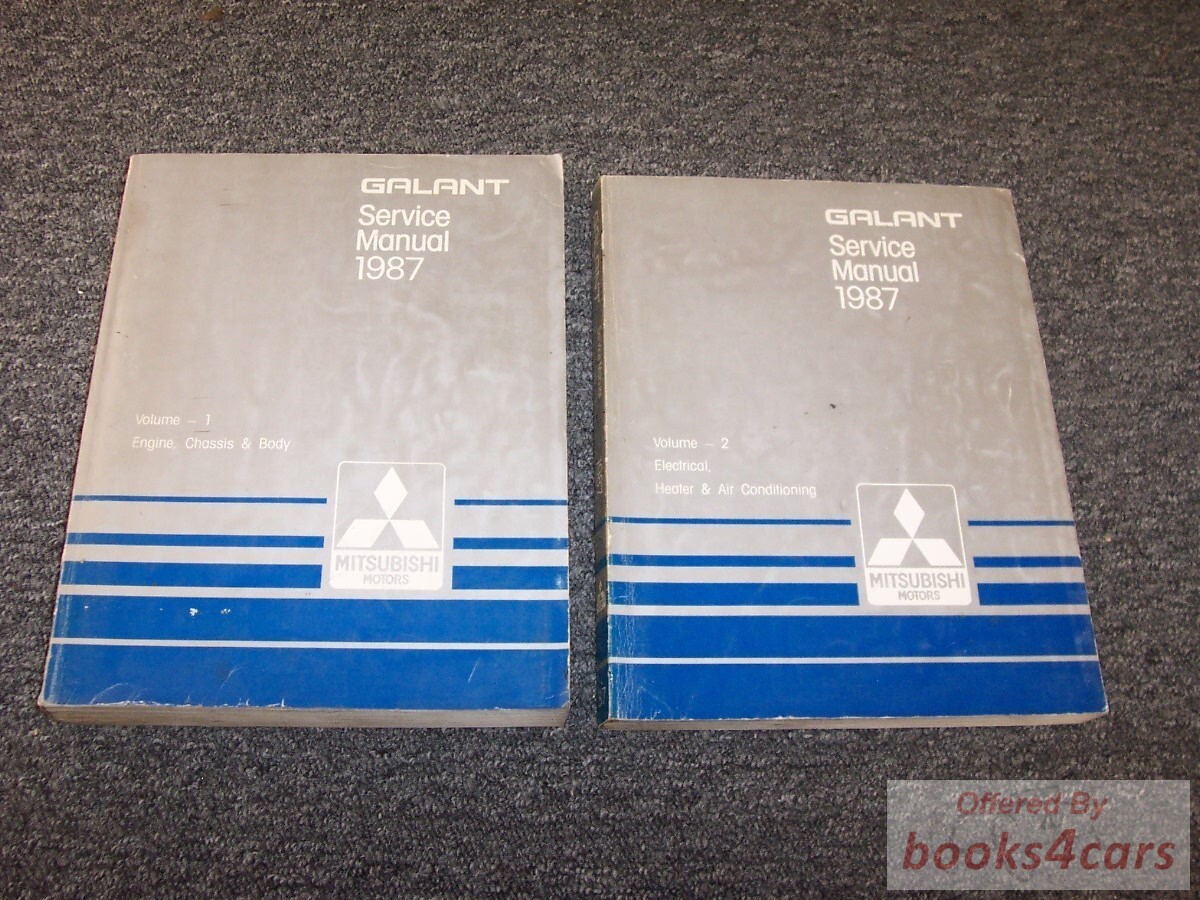 GALANT
Service
Manual
1987
Volume – 1
Engine, Chassis & Body
MITSUBISHI
MOTORS
GALANT
Service
Manual
1987
Volume – 2
Electrical,
Heater & Air Conditioning
MITSUBISHI
MOTORS
Offered By
books4cars